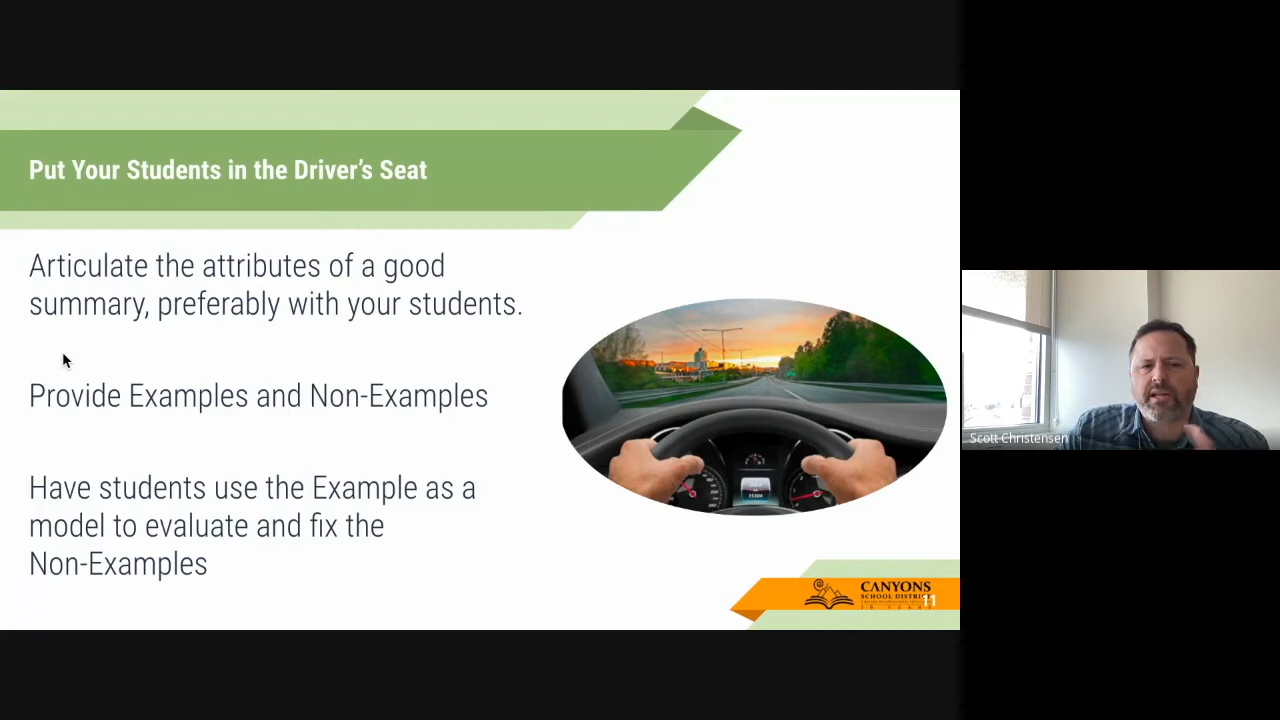 Put Your Students in the Driver's Seat
Articulate the attributes of a good
summary, preferably with your students.
Provide Examples and Non-Examples
Have students use the Example as a
model to evaluate and fix the
Non-Examples
CANYONS
SCHOOL DISTRI
11
Scott Christensen